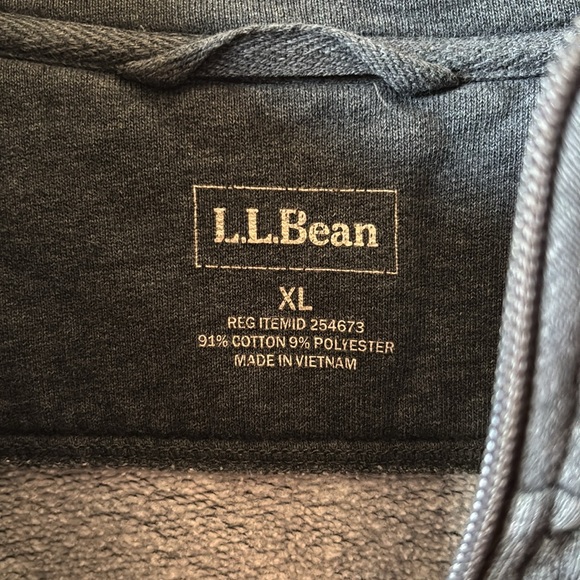 L.L.Bean
XL
REG ITEMID 254673
91% COTTON 9% POLYESTER
MADE IN VIETNAM